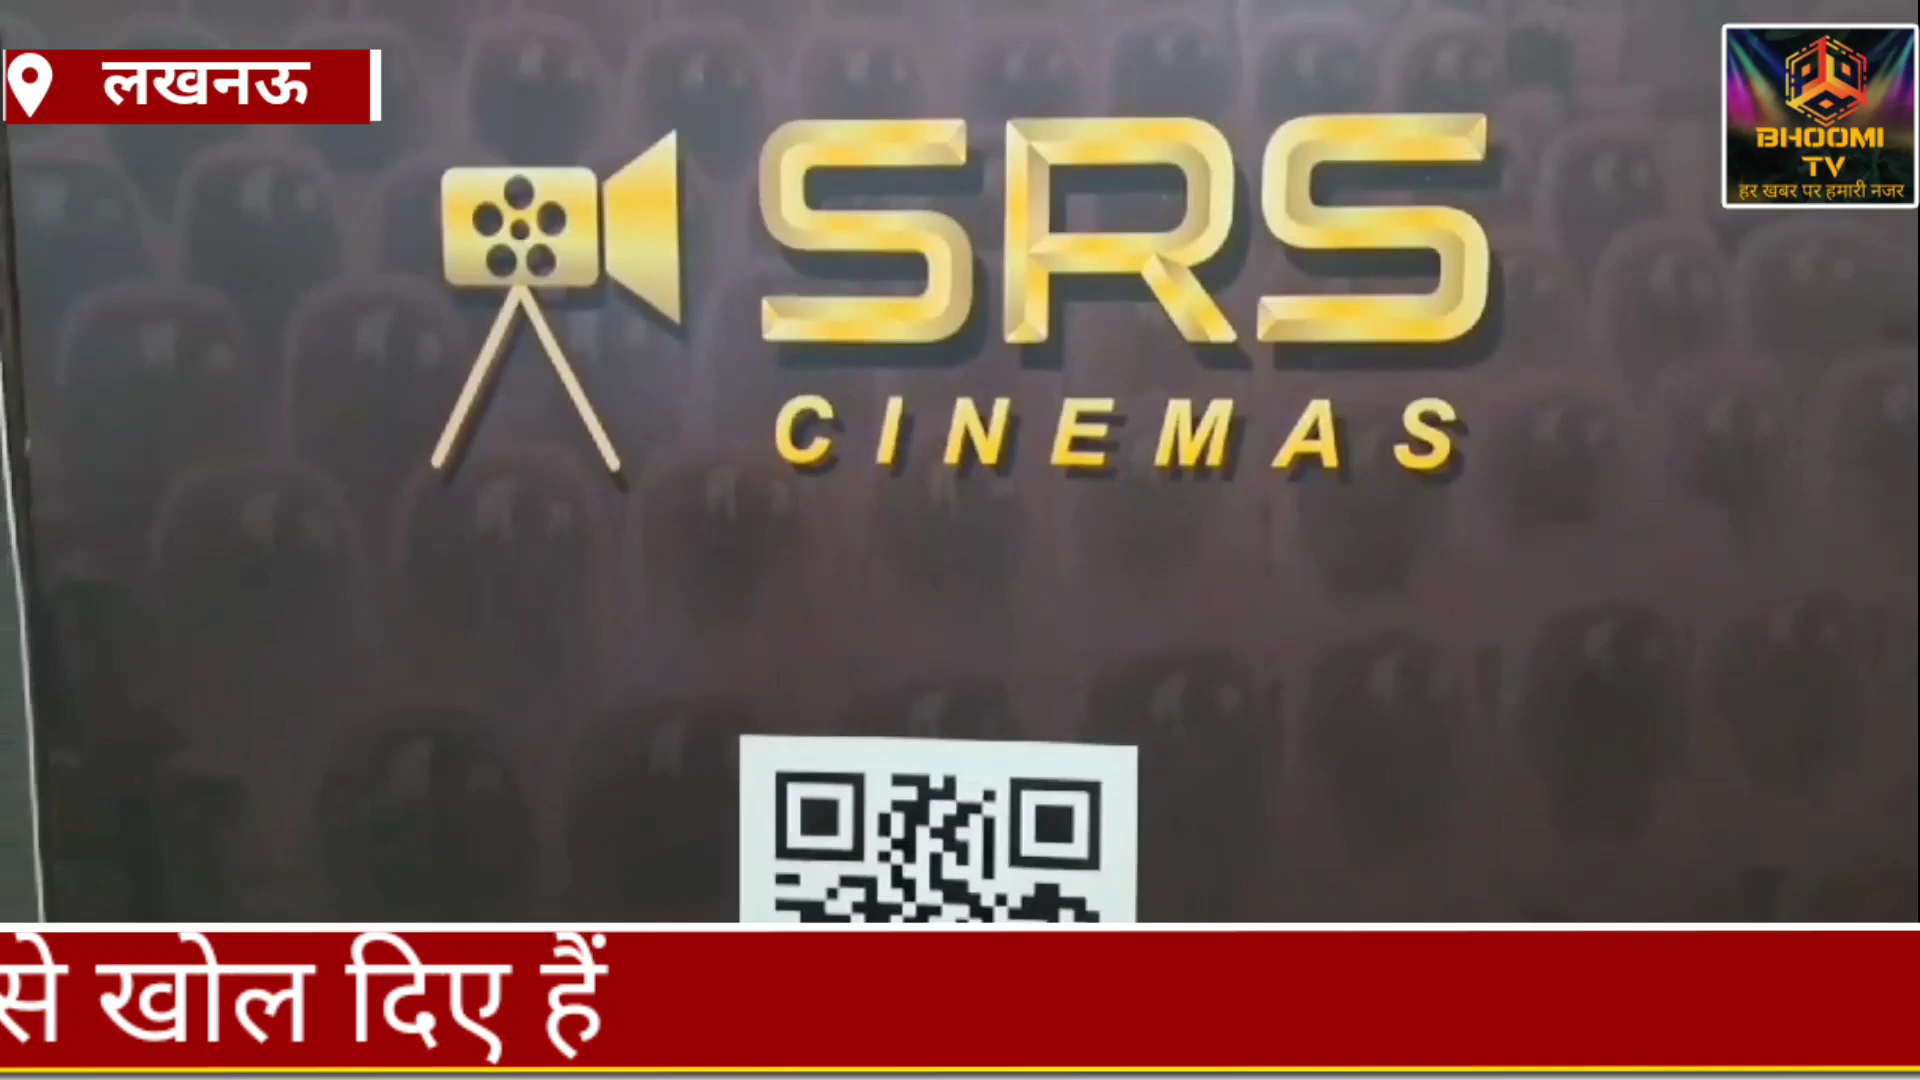 लखनऊ
BHOOMI
TV
हर खबर पर हमारी नजर
SRS
CINEMAS
से खोल दिए हैं